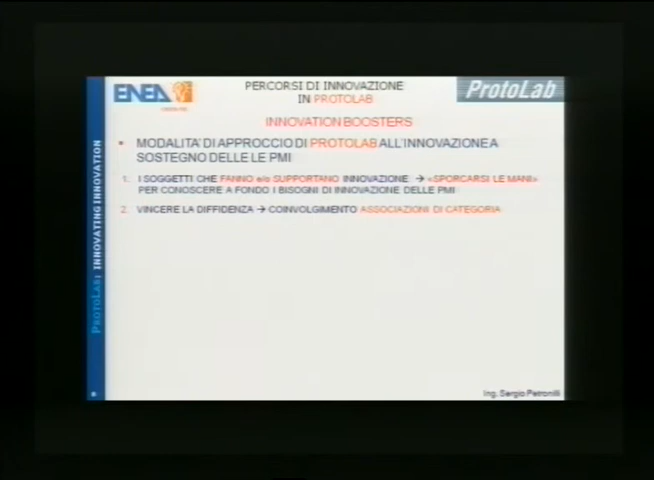 ENEA
PERCORSI DI INNOVAZIONE
IN PROTOLAB
ProtoLab
INNOVATION BOOSTERS
• MODALITA' DI APPROCCIO DI PROTOLAB ALL'INNOVAZIONE A
SOSTEGNO DELLE LE PMI
1. I SOGGETTI CHE FANNO e/o SUPPORTANO INNOVAZIONE → «SPORCARSI LE MANI»
PER CONOSCERE A FONDO I BISOGNI DI INNOVAZIONE DELLE PMI
2. VINCERE LA DIFFIDENZA → COINVOLGIMENTO ASSOCIAZIONI DI CATEGORIA
PROTOLAB: INNOVATING INNOVATION
Ing. Sergio Petronilli